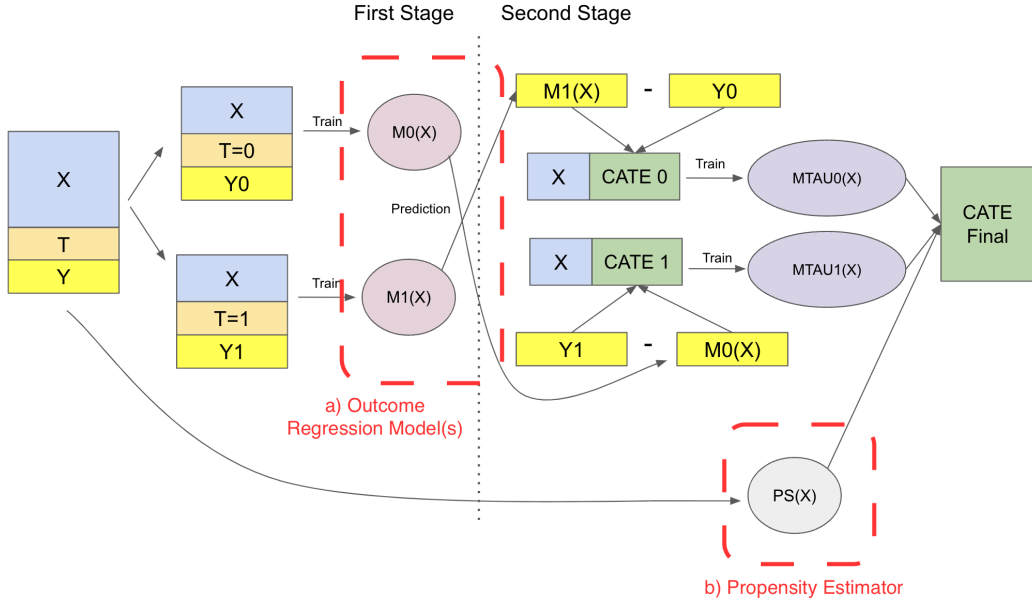 First Stage
Second Stage
X
T
Y
X
T=0
Y0
Train
M0(X)
X
T=1
Y1
Train
M1(X)
Prediction
a) Outcome
Regression Model(s)
M1(X) - Y0
X CATE 0
Train
MTAU0(X)
X CATE 1
Train
MTAU1(X)
Y1 - M0(X)
CATE
Final
PS(X)
b) Propensity Estimator